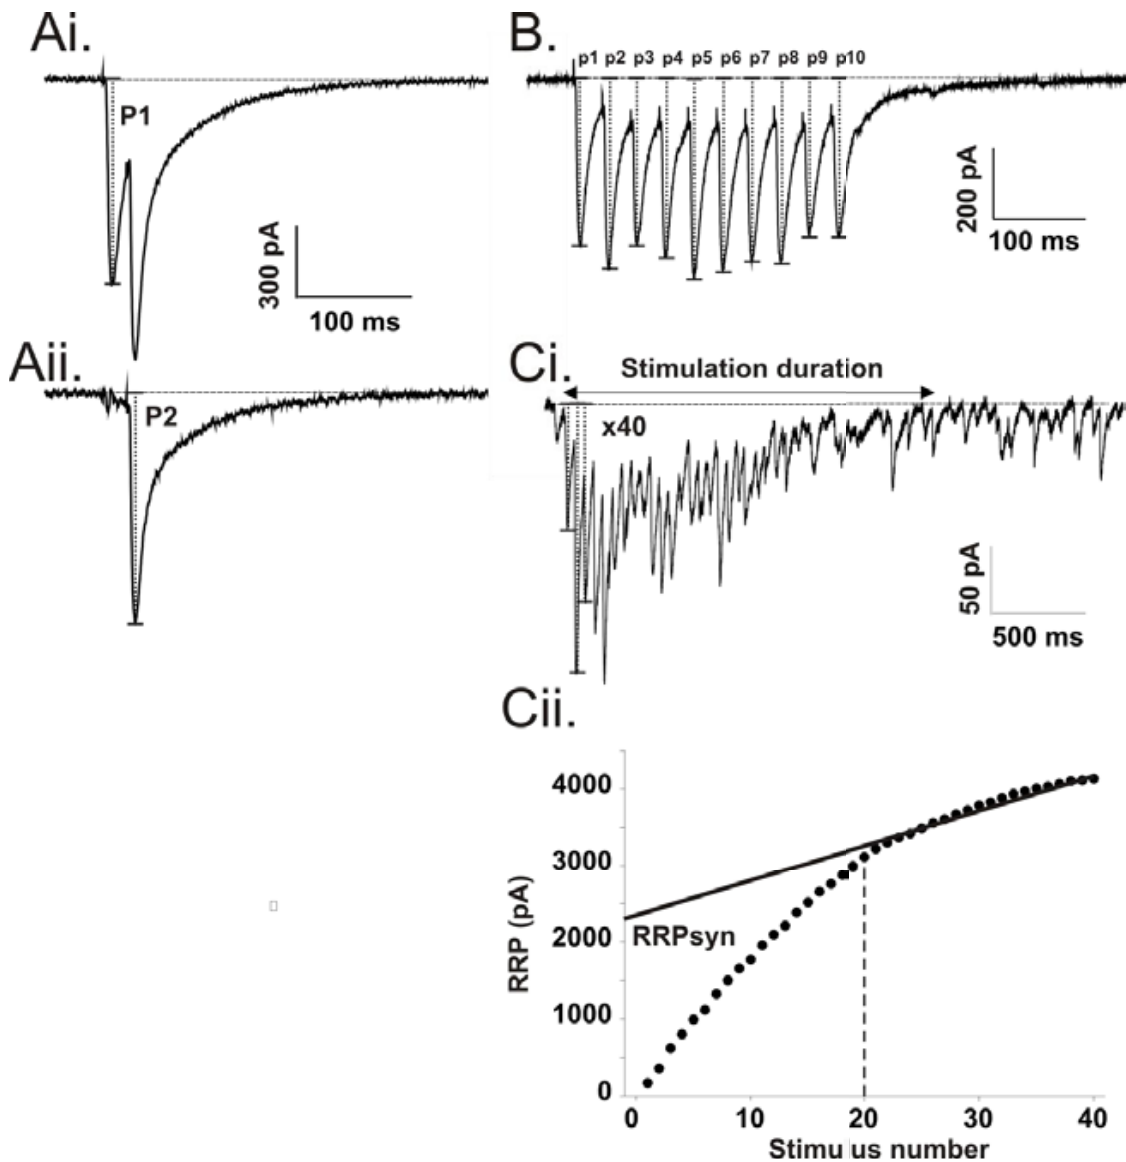 Ai.
P1
300 pA
100 ms
B.
p1 p2 p3 p4 p5 p6 p7 p8 p9 p10
200 pA
100 ms
Aii.
P2
Ci.
Stimulation duration
x40
50 pA
500 ms
Cii.
RRP (pA)
4000
3000
2000
1000
0
RRPsyn
0 10 20 30 40
Stimulus number